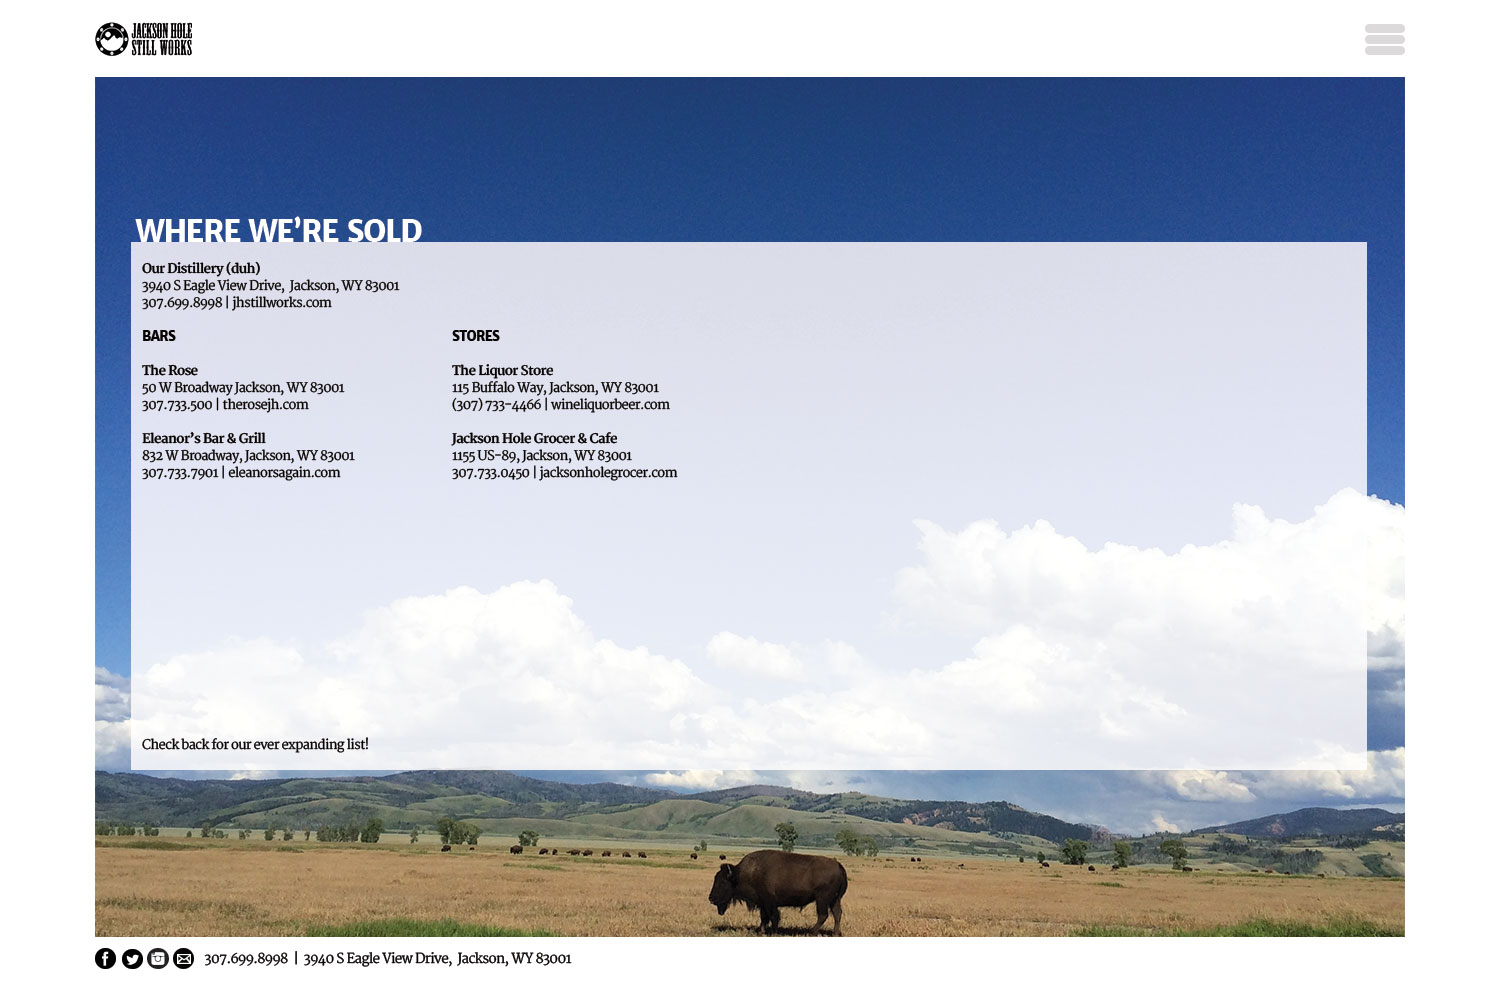 JACKSON HOLE
STILL WORKS
WHERE WE'RE SOLD
Our Distillery (duh)
3940 S Eagle View Drive,  Jackson, WY 83001
307.699.8998 | jhstillworks.com
BARS
The Rose
50 W Broadway Jackson, WY 83001
307.733.500 | therosejh.com
Eleanor's Bar & Grill
832 W Broadway, Jackson, WY 83001
307.733.7901 | eleanorsagain.com
STORES
The Liquor Store
115 Buffalo Way, Jackson, WY 83001
(307) 733-4466 | wineliquorbeer.com
Jackson Hole Grocer & Cafe
1155 US-89, Jackson, WY 83001
307.733.0450 | jacksonholegrocer.com
Check back for our ever expanding list!
307.699.8998 | 3940 S Eagle View Drive,  Jackson, WY 83001